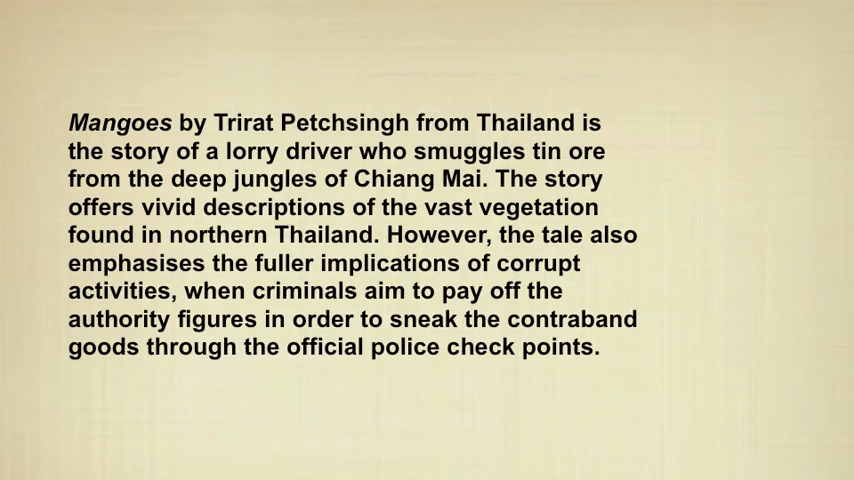 Mangoes by Trirat Petchsingh from Thailand is
the story of a lorry driver who smuggles tin ore
from the deep jungles of Chiang Mai. The story
offers vivid descriptions of the vast vegetation
found in northern Thailand. However, the tale also
emphasises the fuller implications of corrupt
activities, when criminals aim to pay off the
authority figures in order to sneak the contraband
goods through the official police check points.